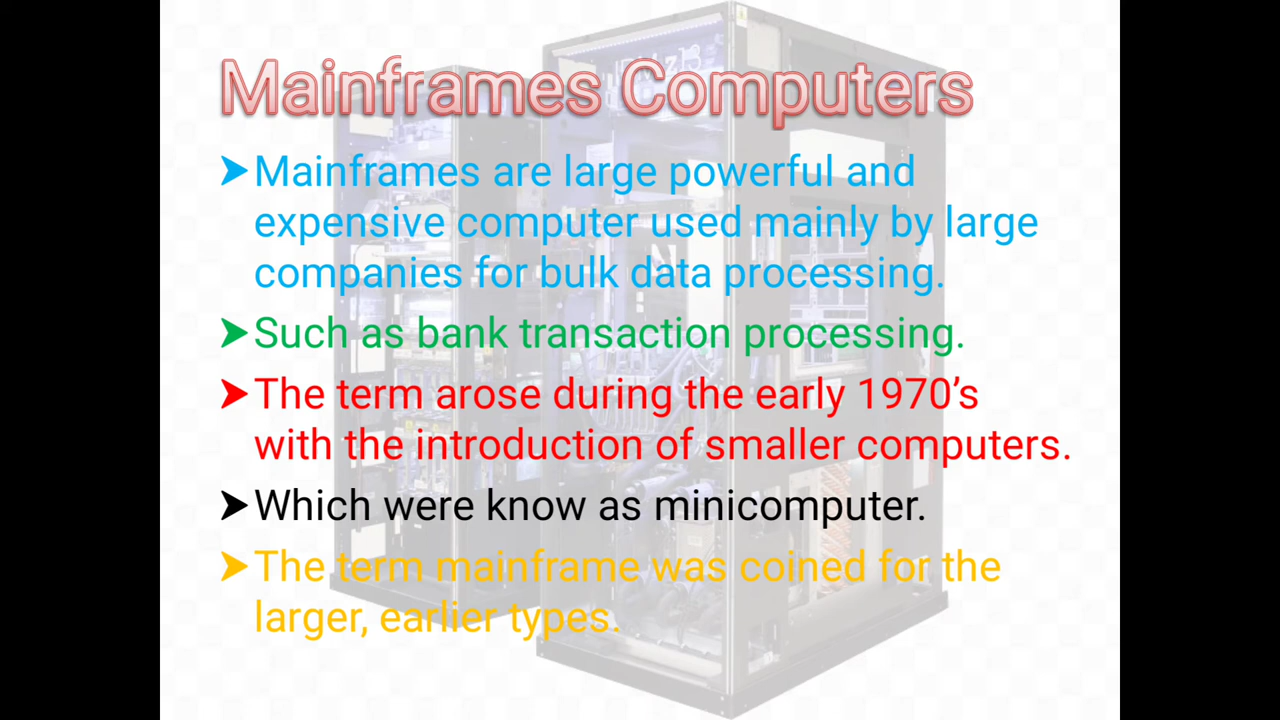 Mainframes Computers
➤Mainframes are large powerful and
expensive computer used mainly by large
companies for bulk data processing.
➤Such as bank transaction processing.
➤The term arose during the early 1970’s
with the introduction of smaller computers.
➤Which were know as minicomputer.
➤The term mainframe was coined for the
larger, earlier types.